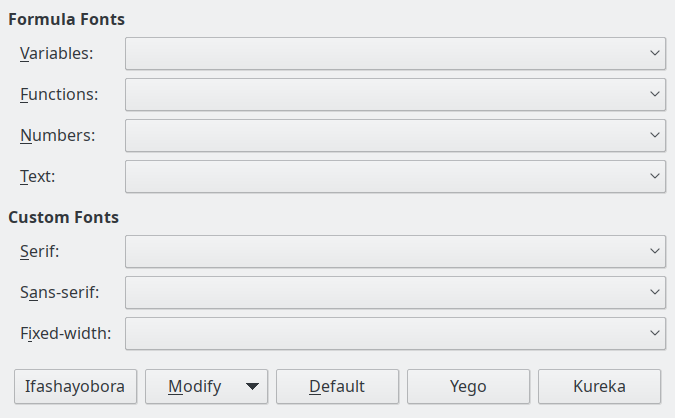 Formula Fonts
Variables:
Functions:
Numbers:
Text:
Custom Fonts
Serif:
Sans-serif:
Fixed-width:
Ifashayobora Modify Default Yego Kureka